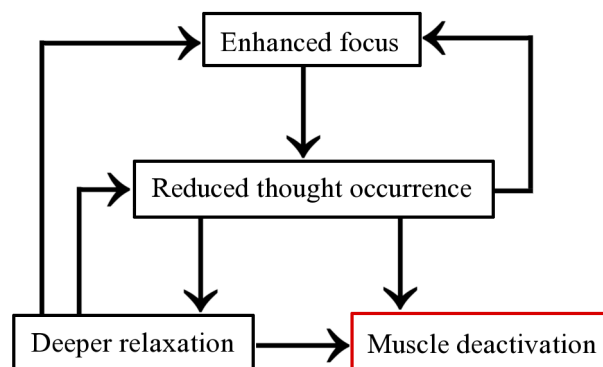 Enhanced focus
Reduced thought occurrence
Deeper relaxation
Muscle deactivation